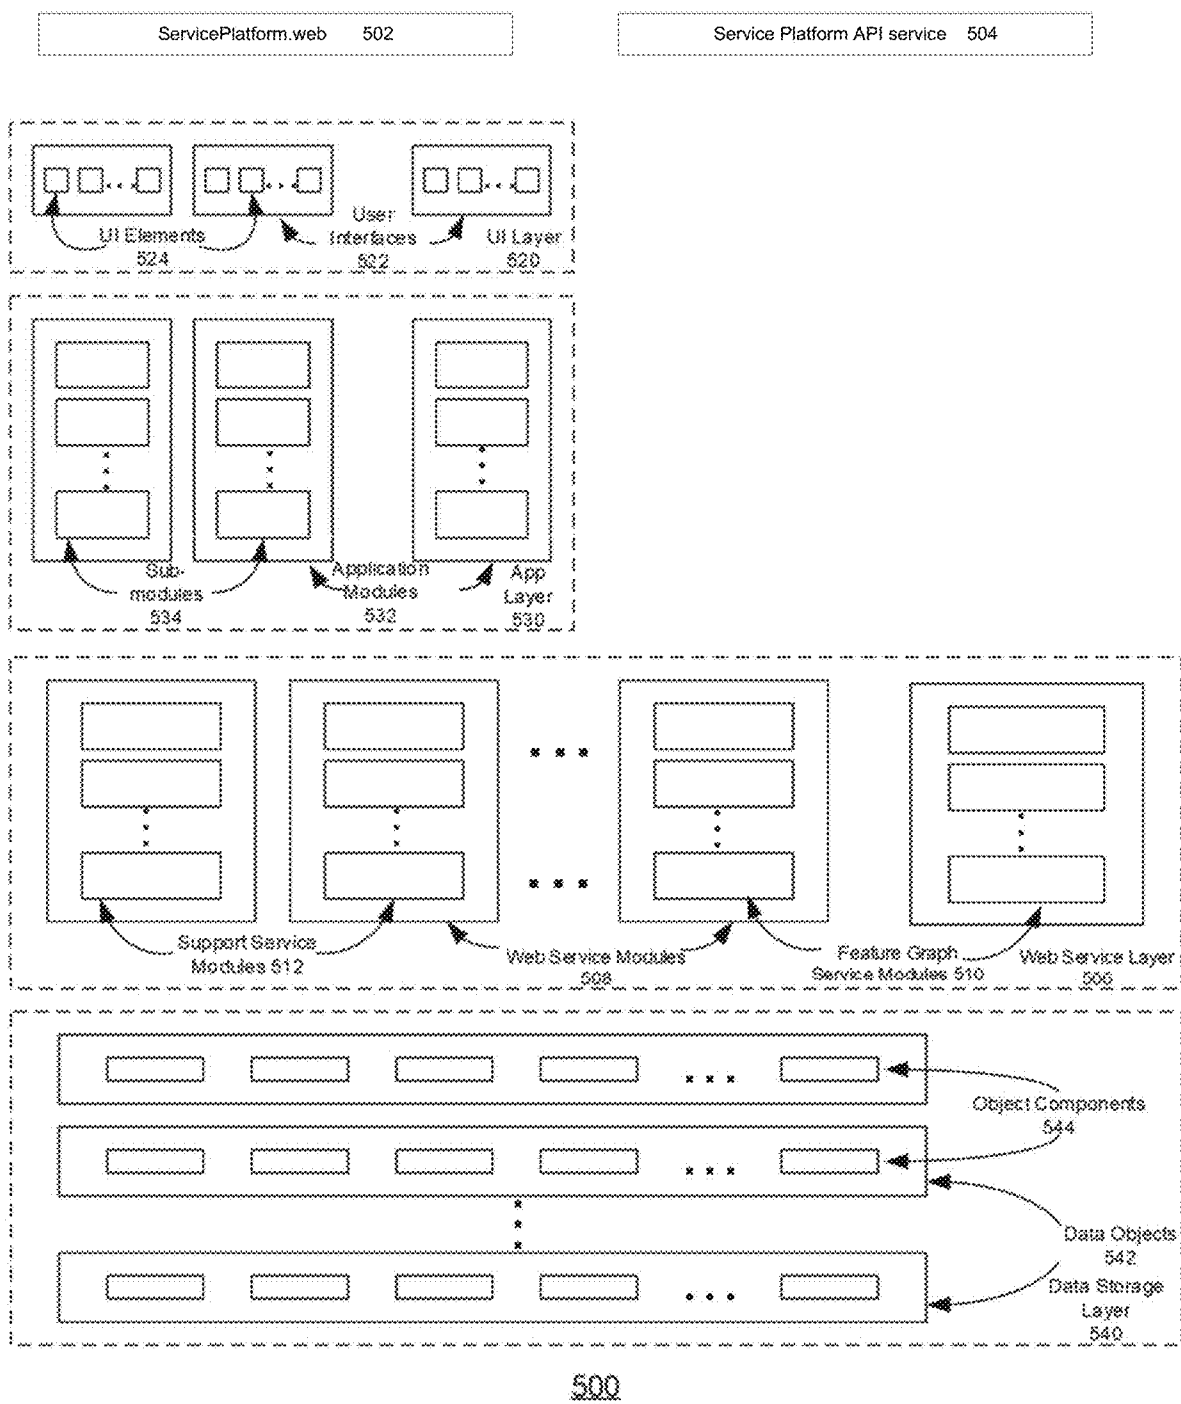 ServicePlatform.web 502
Service Platform API service 504
UI Elements
524
User
Interfaces
522
UI Layer
520
Sub-
modules
534
Application
Modules
532
App
Layer
530
Support Service
Modules 512
Web Service Modules
508
Feature Graph
Service Modules 510
Web Service Layer
506
Object Components
544
Data Objects
542
Data Storage
Layer
540
500